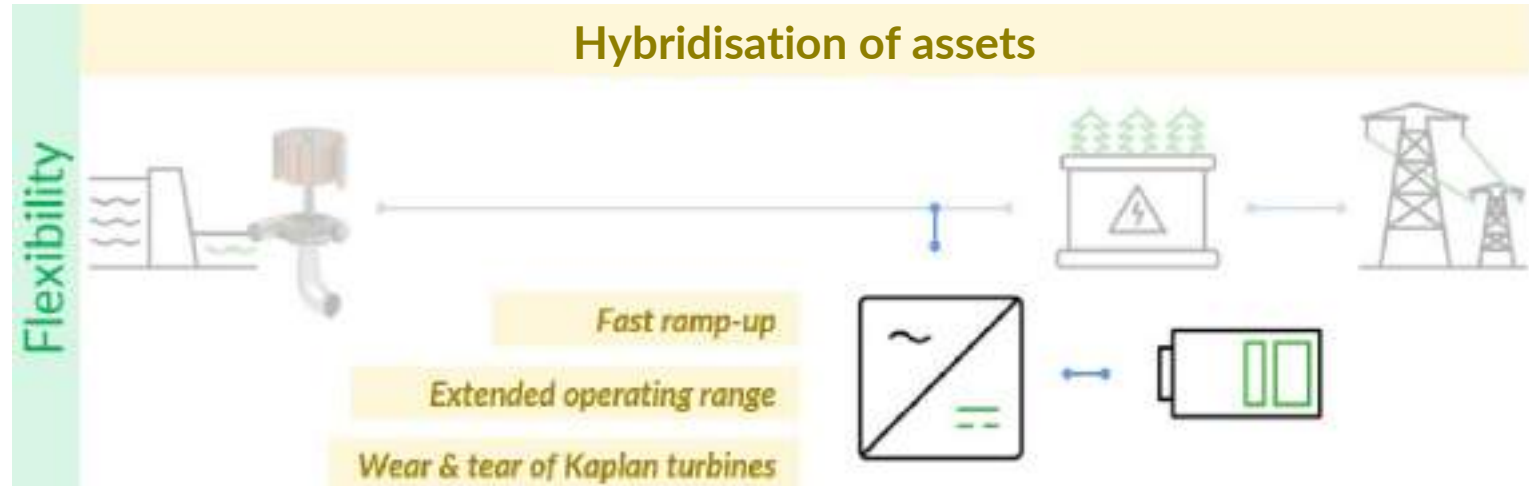 Hybridisation of assets
Flexibility
Fast ramp-up
Extended operating range
Wear & tear of Kaplan turbines